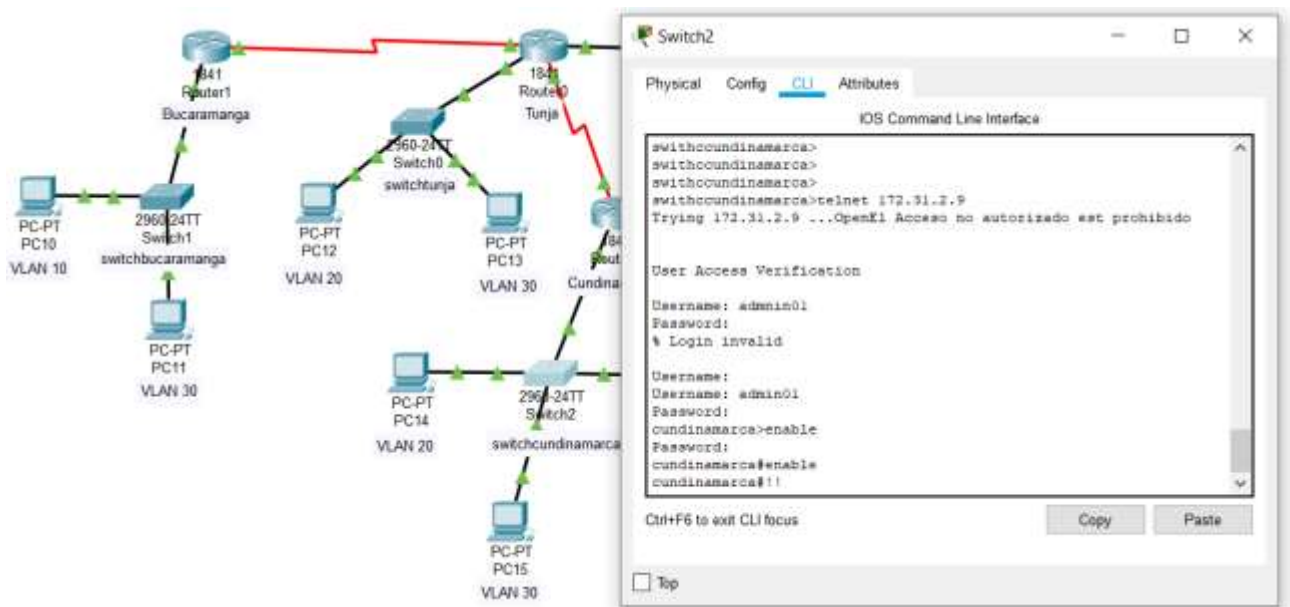 1841
Router1
Bucaramanga
Tunja
2960-24TT
Switch0
switchtunja
PC-PT
PC10
VLAN 10
2960-24TT
Switch1
switchbucaramanga
PC-PT
PC11
VLAN 30
PC-PT
PC12
VLAN 20
PC-PT
PC13
VLAN 30
PC-PT
PC14
VLAN 20
2960-24TT
Switch2
switchcundinamarca
PC-PT
PC15
VLAN 30
Switch2
Physical Config CLI Attributes
IOS Command Line Interface
swithccundinamarca>
swithccundinamarca>
swithccundinamarca>
swithccundinamarca>telnet 172.31.2.9
Trying 172.31.2.9 ...OpenEl Acceso no autorizado est prohibido
User Access Verification
Username: admnin01
Password:
% Login invalid
Username:
Username: admin01
Password:
cundinamarca>enable
Password:
cundinamarca#enable
cundinamarca#!!
Ctrl+F6 to exit CLI focus
Copy Paste
Top